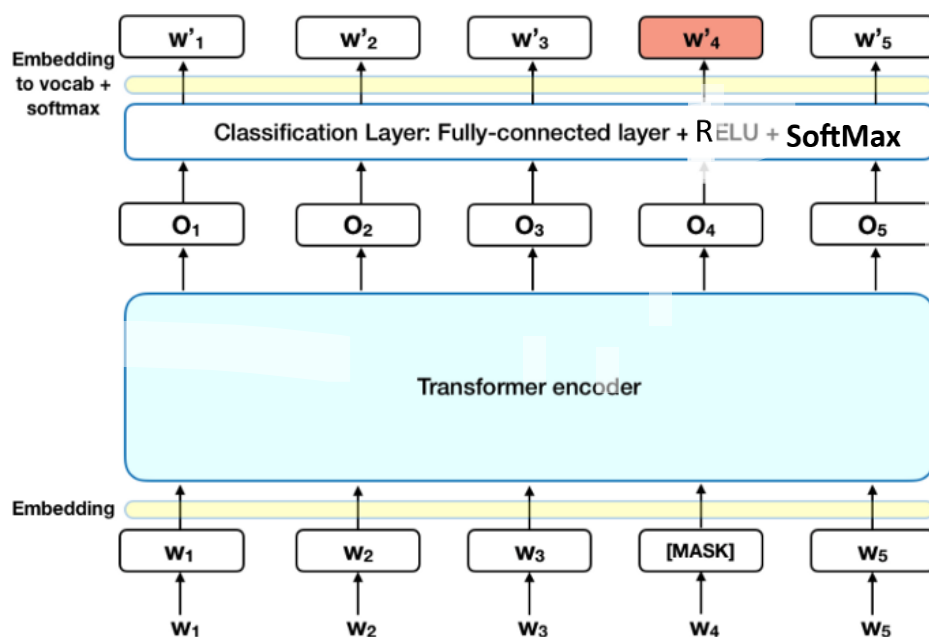 w'₁ w'₂ w'₃ w'₄ w'₅
Embedding
to vocab +
softmax
Classification Layer: Fully-connected layer + RELU + SoftMax
O₁ O₂ O₃ O₄ O₅
Transformer encoder
Embedding
W₁ W₂ W₃ [MASK] W₅
W₁ W₂ W₃ W₄ W₅